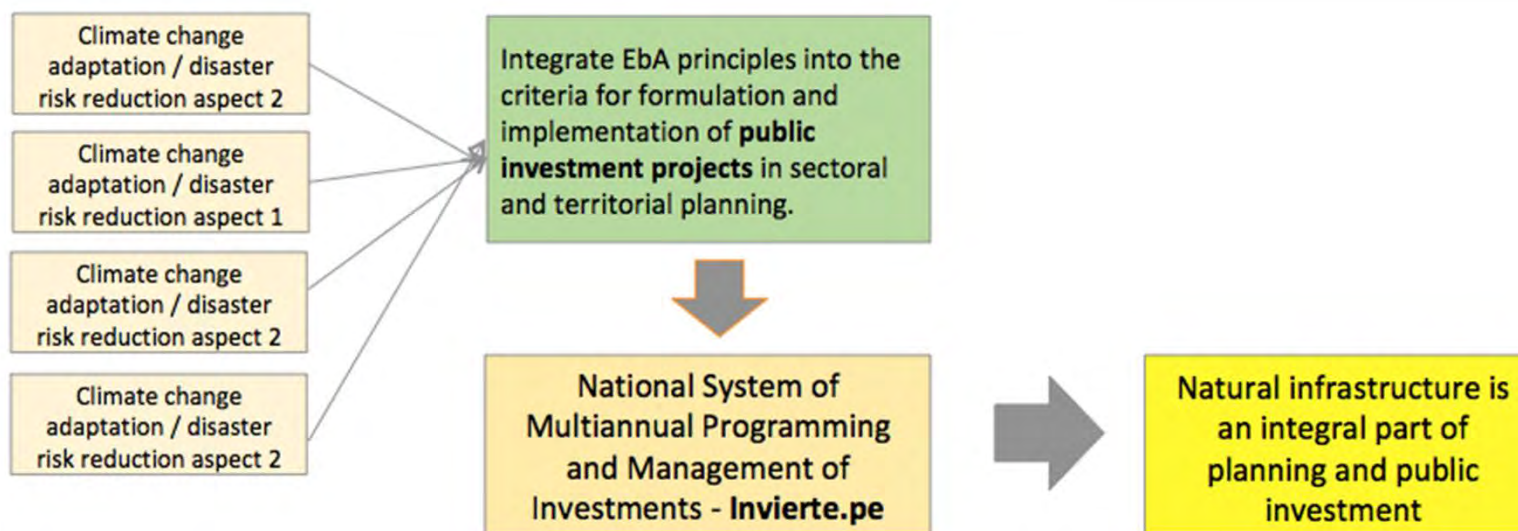 Climate change
adaptation / disaster
risk reduction aspect 2
Climate change
adaptation / disaster
risk reduction aspect 1
Climate change
adaptation / disaster
risk reduction aspect 2
Climate change
adaptation / disaster
risk reduction aspect 2
Integrate EbA principles into the
criteria for formulation and
implementation of public
investment projects in sectoral
and territorial planning.
National System of
Multiannual Programming
and Management of
Investments - Invierte.pe
Natural infrastructure is
an integral part of
planning and public
investment